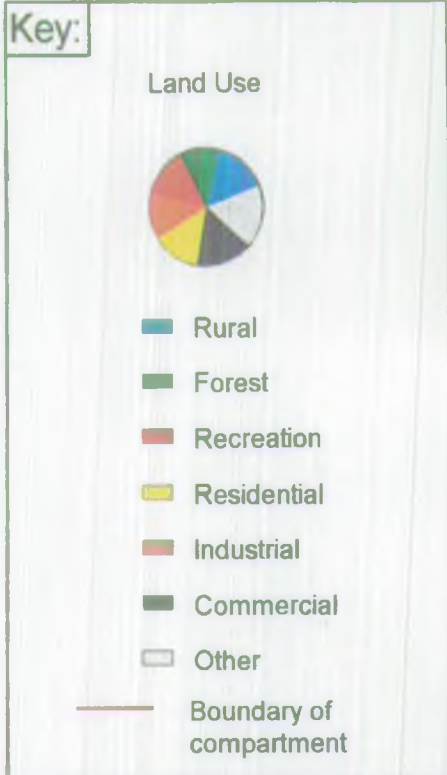 Key:
Land Use
Rural
Forest
Recreation
Residential
Industrial
Commercial
Other
Boundary of
compartment